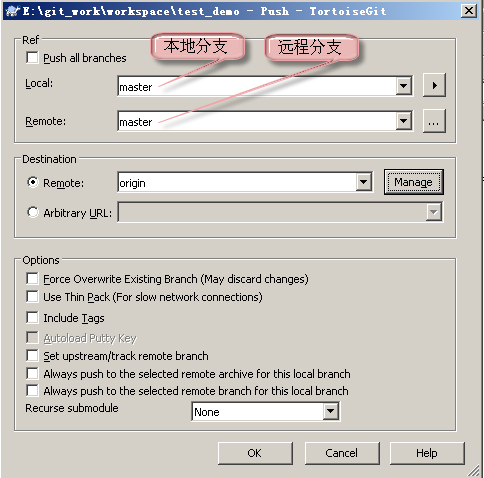 E:\git_work\workspace\test_demo - Push - TortoiseGit
Ref
本地分支
远程分支
Push all branches
Local:
master
Remote:
master
...
Destination
Remote:
origin
Manage
Arbitrary URL:
Options
Force Overwrite Existing Branch (May discard changes)
Use Thin Pack (For slow network connections)
Include Tags
Autoload Putty Key
Set upstream/track remote branch
Always push to the selected remote archive for this local branch
Always push to the selected remote branch for this local branch
Recurse submodule
None
OK
Cancel
Help